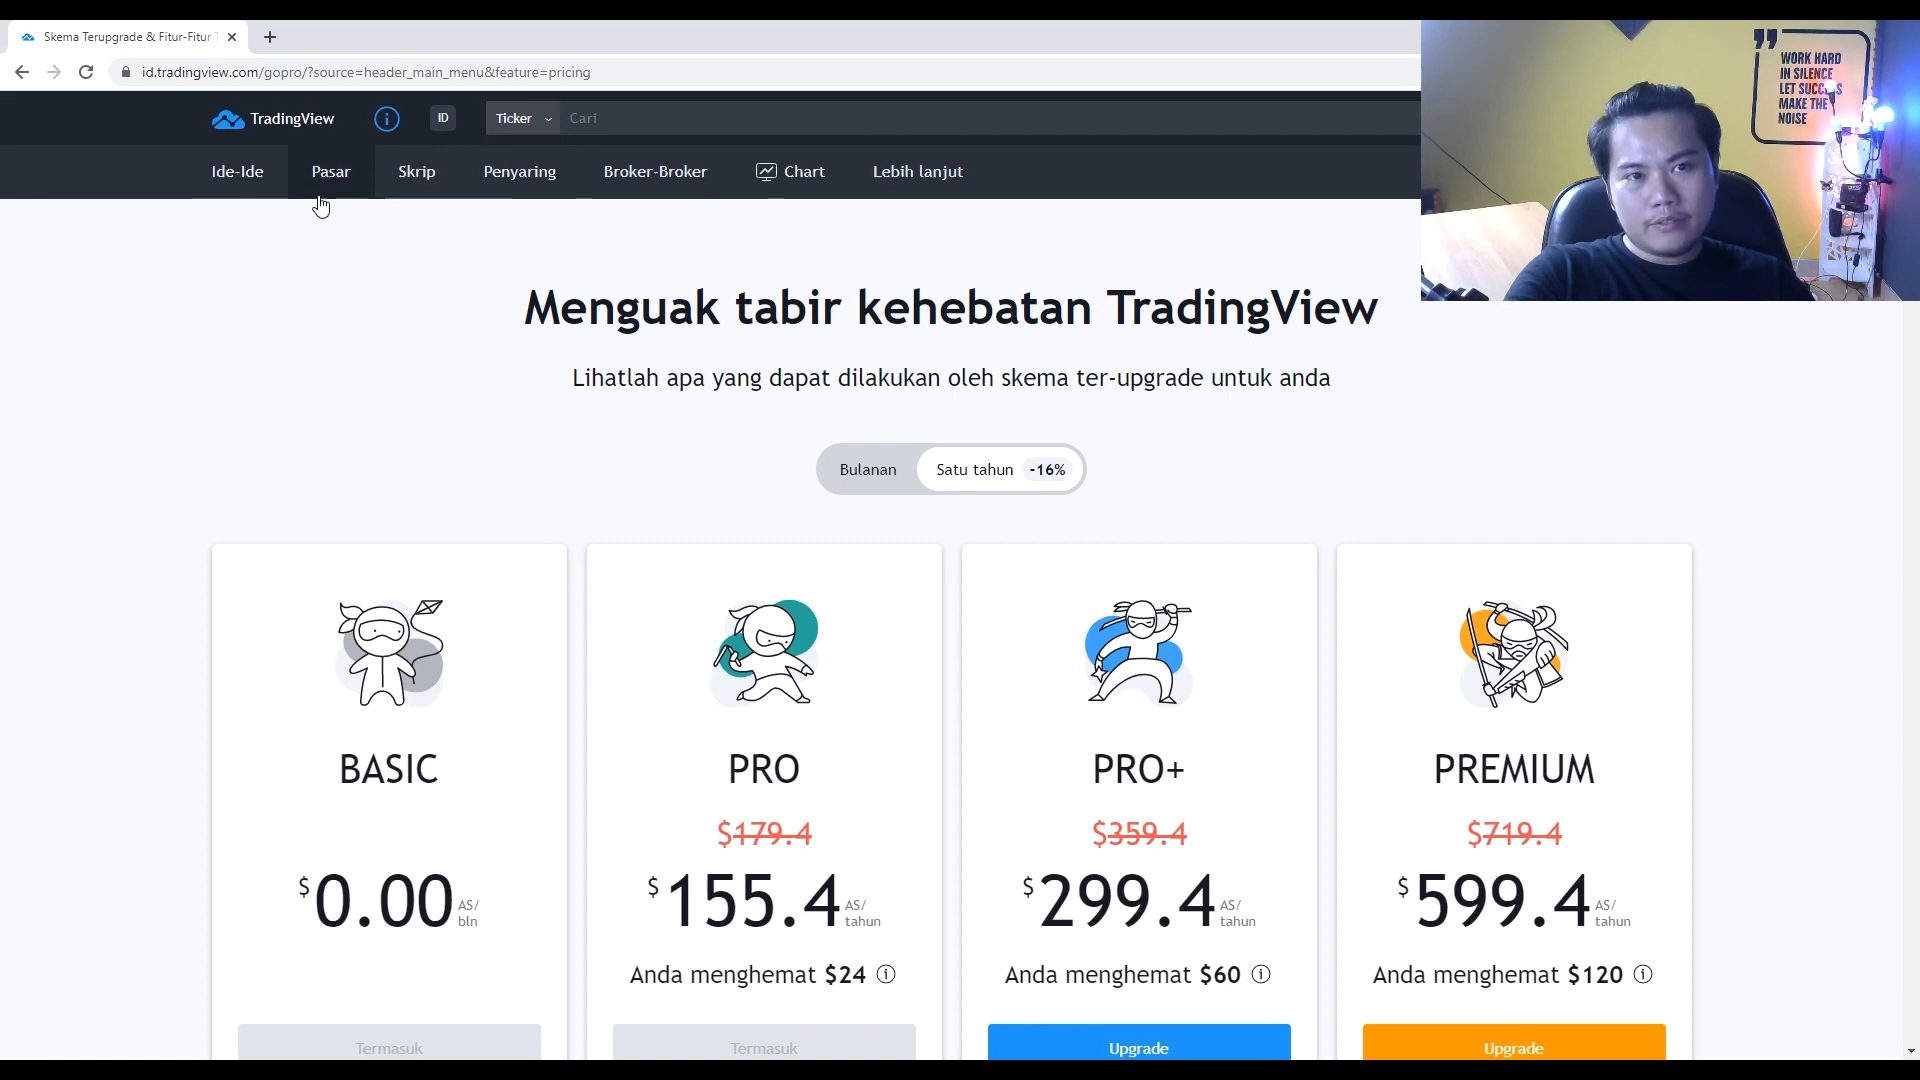 Skema Terupgrade & Fitur-Fitur
id.tradingview.com/gopro/?source=header_main_menu&feature=pricing
TradingView
ID
Ticker
Cari
Ide-Ide
Pasar
Skrip
Penyaring
Broker-Broker
Chart
Lebih lanjut
WORK HARD
IN SILENCE
LET SUCCESS
MAKE THE
NOISE
Menguak tabir kehebatan TradingView
Lihatlah apa yang dapat dilakukan oleh skema ter-upgrade untuk anda
Bulanan
Satu tahun -16%
BASIC
$0.00 AS/
bln
Termasuk
PRO
$179.4
$155.4 AS/
tahun
Anda menghemat $24
Termasuk
PRO+
$359.4
$299.4 AS/
tahun
Anda menghemat $60
Upgrade
PREMIUM
$719.4
$599.4 AS/
tahun
Anda menghemat $120
Upgrade